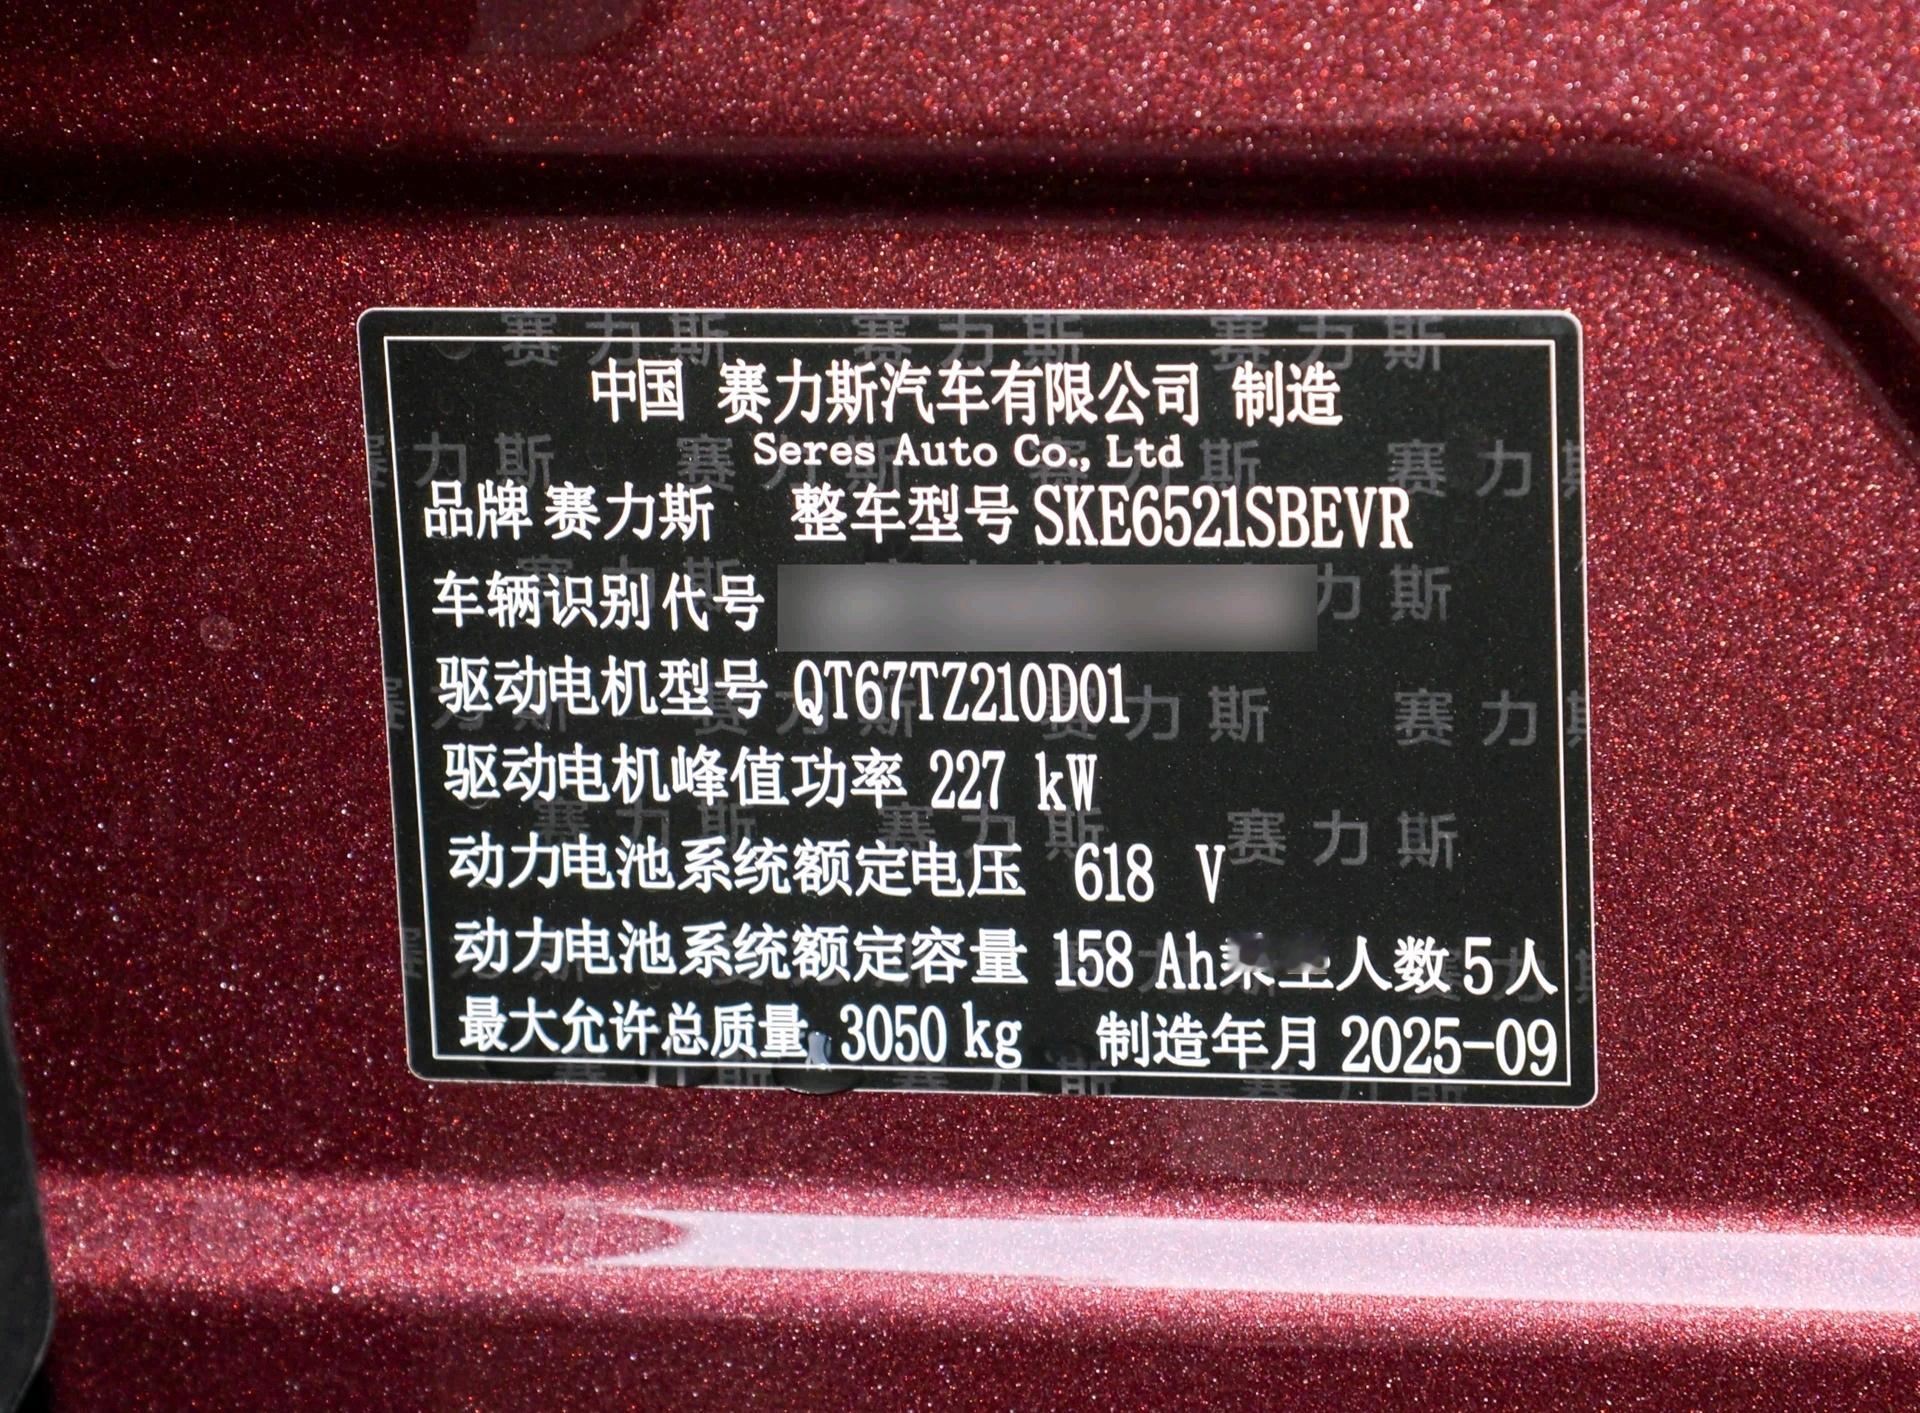 中国 赛力斯汽车有限公司 制造
Seres Auto Co., Ltd
品牌 赛力斯 整车型号 SKE6521SBEVR
车辆识别代号
驱动电机型号 QT67TZ210D01
驱动电机峰值功率 227 kW
动力电池系统额定电压 618 V
动力电池系统额定容量 158 Ah 人数 5 人
最大允许总质量 3050 kg 制造年月 2025-09